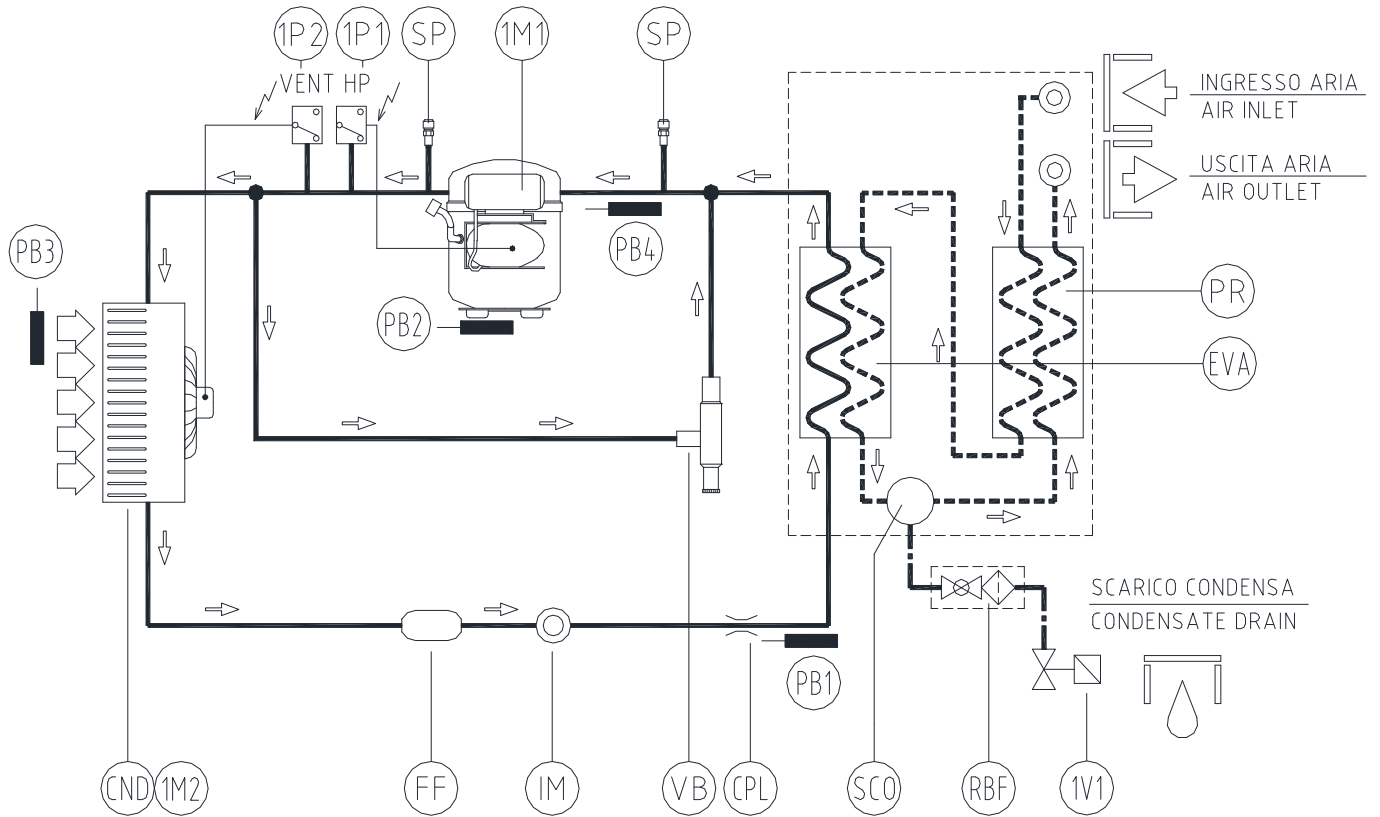 1P2 1P1 SP 1M1 SP
VENT HP
INGRESSO ARIA
AIR INLET
USCITA ARIA
AIR OUTLET
PB3
PB4
PR
PB2
EVA
SCARICO CONDENSA
CONDENSATE DRAIN
PB1
CND 1M2 FF IM VB CPL SCO RBF 1V1